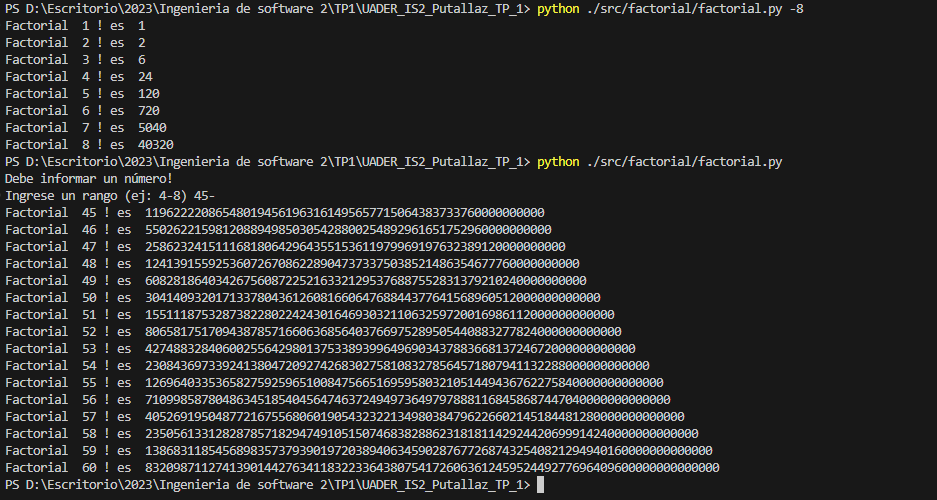 PS D:\Escritorio\2023\Ingenieria de software 2\TP1\UADER_IS2_Putallaz_TP_1> python ./src/factorial/factorial.py -8
Factorial  1 ! es  1
Factorial  2 ! es  2
Factorial  3 ! es  6
Factorial  4 ! es  24
Factorial  5 ! es  120
Factorial  6 ! es  720
Factorial  7 ! es  5040
Factorial  8 ! es  40320
PS D:\Escritorio\2023\Ingenieria de software 2\TP1\UADER_IS2_Putallaz_TP_1> python ./src/factorial/factorial.py
Debe informar un número!
Ingrese un rango (ej: 4-8) 45-
Factorial  45 ! es  119622220865480194561963161495657715064383733760000000000
Factorial  46 ! es  5502622159812088949850305428800254892961651752960000000000
Factorial  47 ! es  258623241511168180642964355153611979969197632389120000000000
Factorial  48 ! es  12413915592536072670862289047373375038521486354677760000000000
Factorial  49 ! es  608281864034267560872252163321295376887552831379210240000000000
Factorial  50 ! es  30414093201713378043612608166064768844377641568960512000000000000
Factorial  51 ! es  1551118753287382280224243016469303211063259720016986112000000000000
Factorial  52 ! es  80658175170943878571660636856403766975289505440883277824000000000000
Factorial  53 ! es  4274883284060025564298013753389399649690343788366813724672000000000000
Factorial  54 ! es  230843697339241380472092742683027581083278564571807941132288000000000000
Factorial  55 ! es  12696403353658275925965100847566516959580321051449436762275840000000000000
Factorial  56 ! es  710998587804863451854045647463724949736497978881168458687447040000000000000
Factorial  57 ! es  40526919504877216755680601905432322134980384796226602145184481280000000000000
Factorial  58 ! es  2350561331282878571829474910515074683828862318181142924420699914240000000000000
Factorial  59 ! es  138683118545689835737939019720389406345902876772687432540821294940160000000000000
Factorial  60 ! es  8320987112741390144276341183223364380754172606361245952449277696409600000000000000
PS D:\Escritorio\2023\Ingenieria de software 2\TP1\UADER_IS2_Putallaz_TP_1>